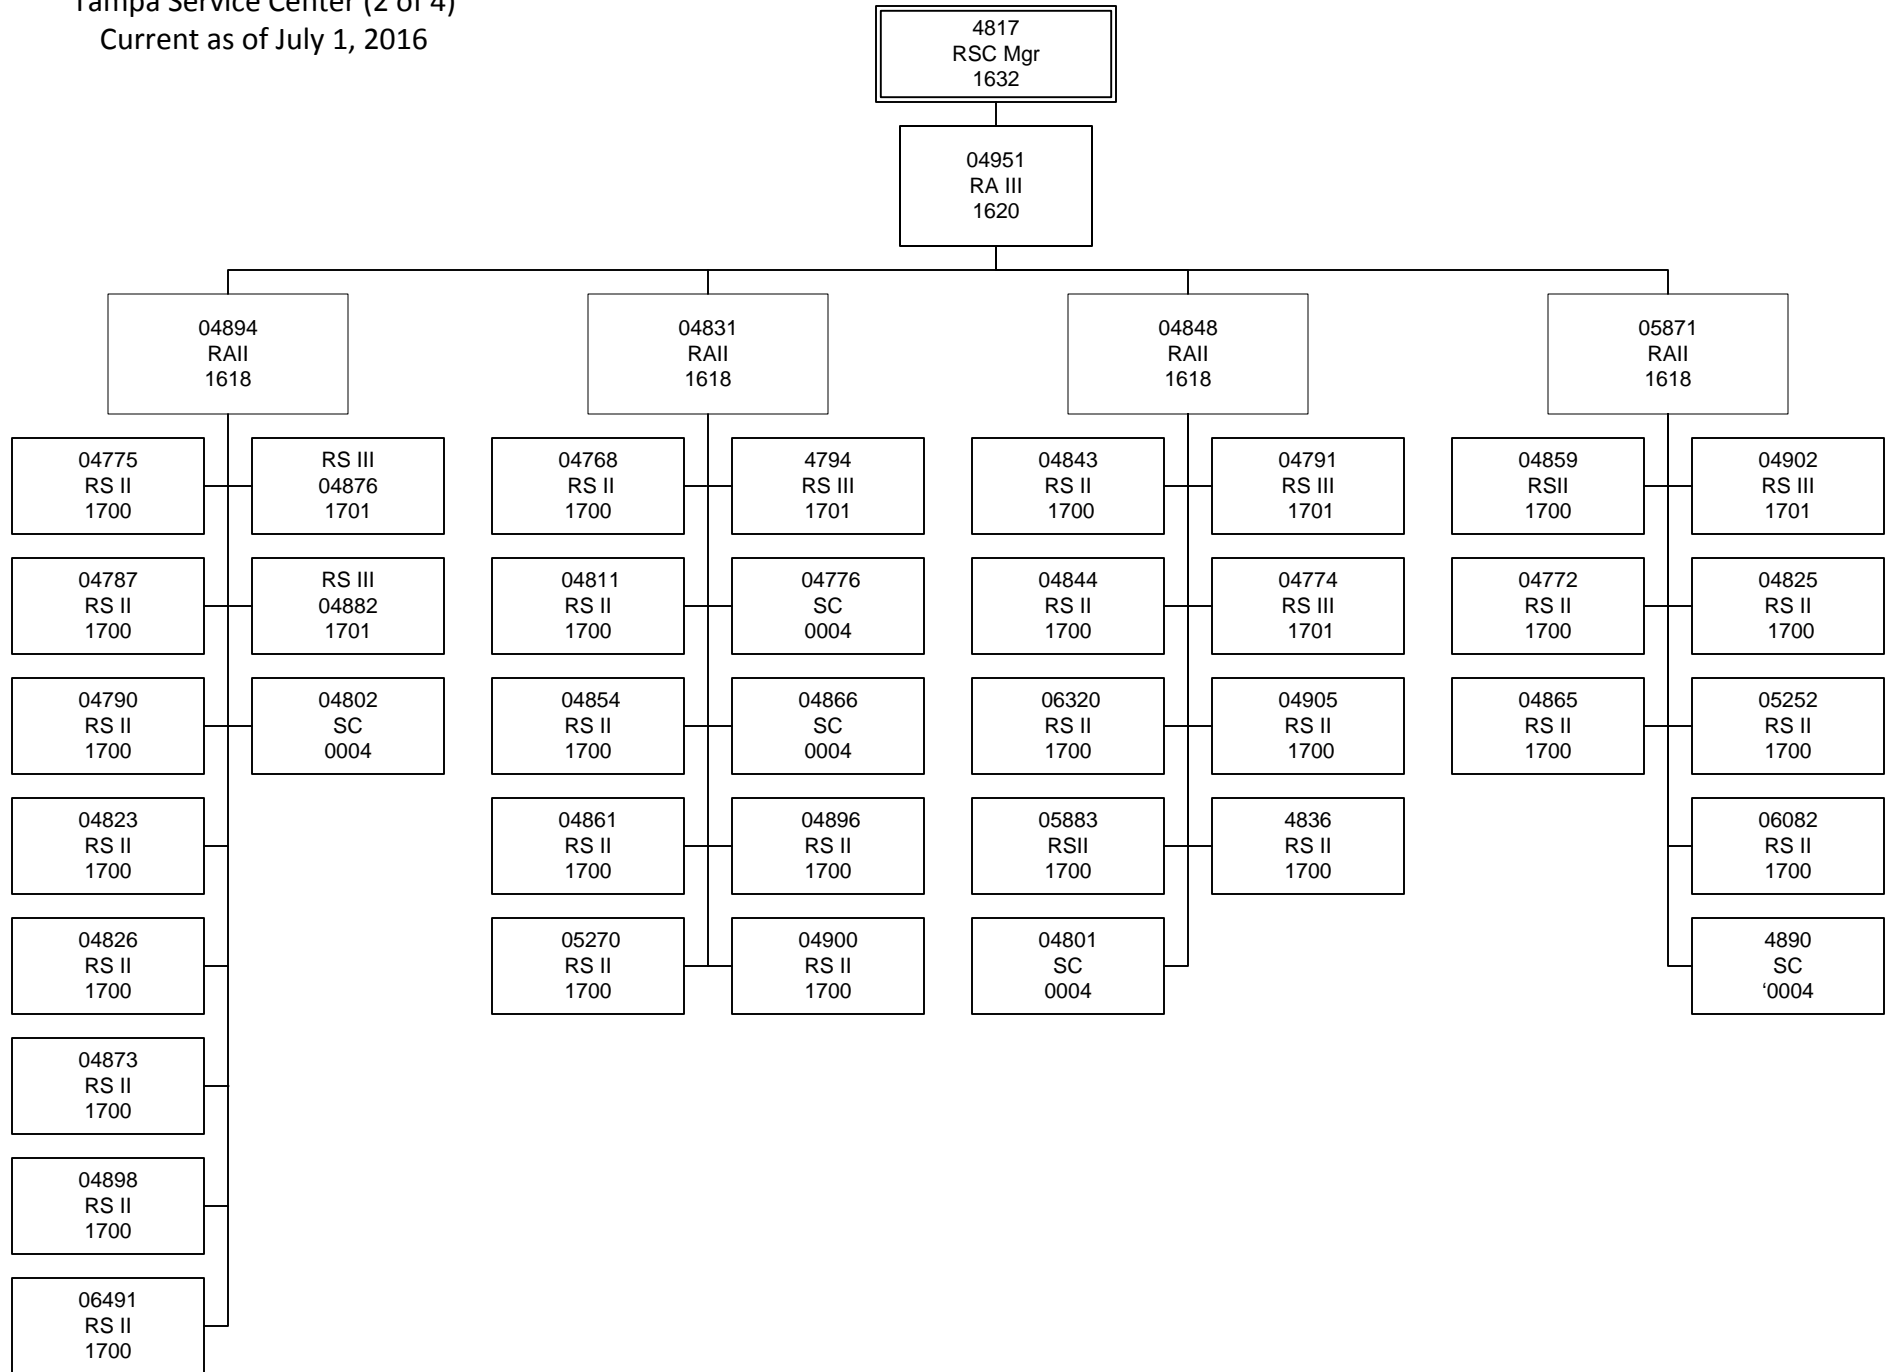 Tampa Service Center (2 of 4)
Current as of July 1, 2016
4817
RSC Mgr
1632
04951
RA III
1620
04894
RAII
1618
04831
RAII
1618
04848
RAII
1618
05871
RAII
1618
04775
RS II
1700
RS III
04876
1701
04768
RS II
1700
4794
RS III
1701
04843
RS II
1700
04791
RS III
1701
04859
RSII
1700
04902
RS III
1701
04787
RS II
1700
RS III
04882
1701
04811
RS II
1700
04776
SC
0004
04844
RS II
1700
04774
RS III
1701
04772
RS II
1700
04825
RS II
1700
04790
RS II
1700
04802
SC
0004
04854
RS II
1700
04866
SC
0004
06320
RS II
1700
04905
RS II
1700
04865
RS II
1700
05252
RS II
1700
04823
RS II
1700
04861
RS II
1700
04896
RS II
1700
05883
RSII
1700
4836
RS II
1700
06082
RS II
1700
04826
RS II
1700
05270
RS II
1700
04900
RS II
1700
04801
SC
0004
4890
SC
‘0004
04873
RS II
1700
04898
RS II
1700
06491
RS II
1700